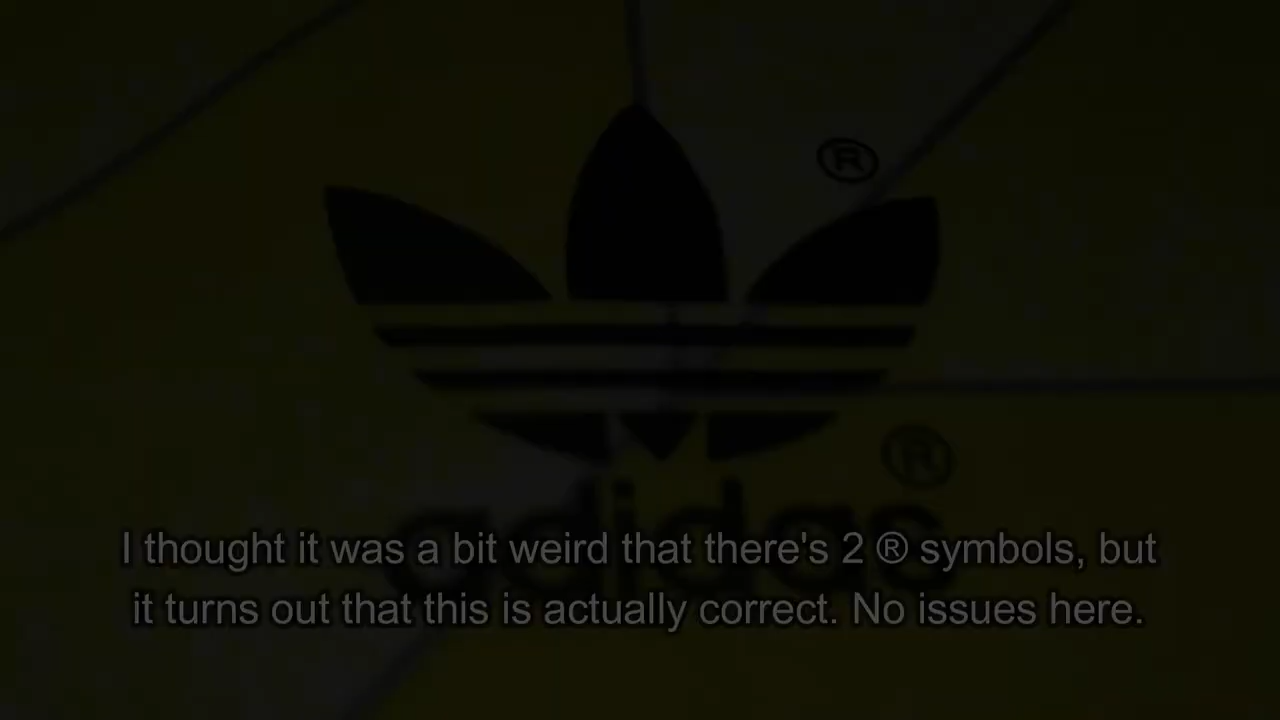 ®
®
adidas
I thought it was a bit weird that there's 2 ® symbols, but
it turns out that this is actually correct. No issues here.